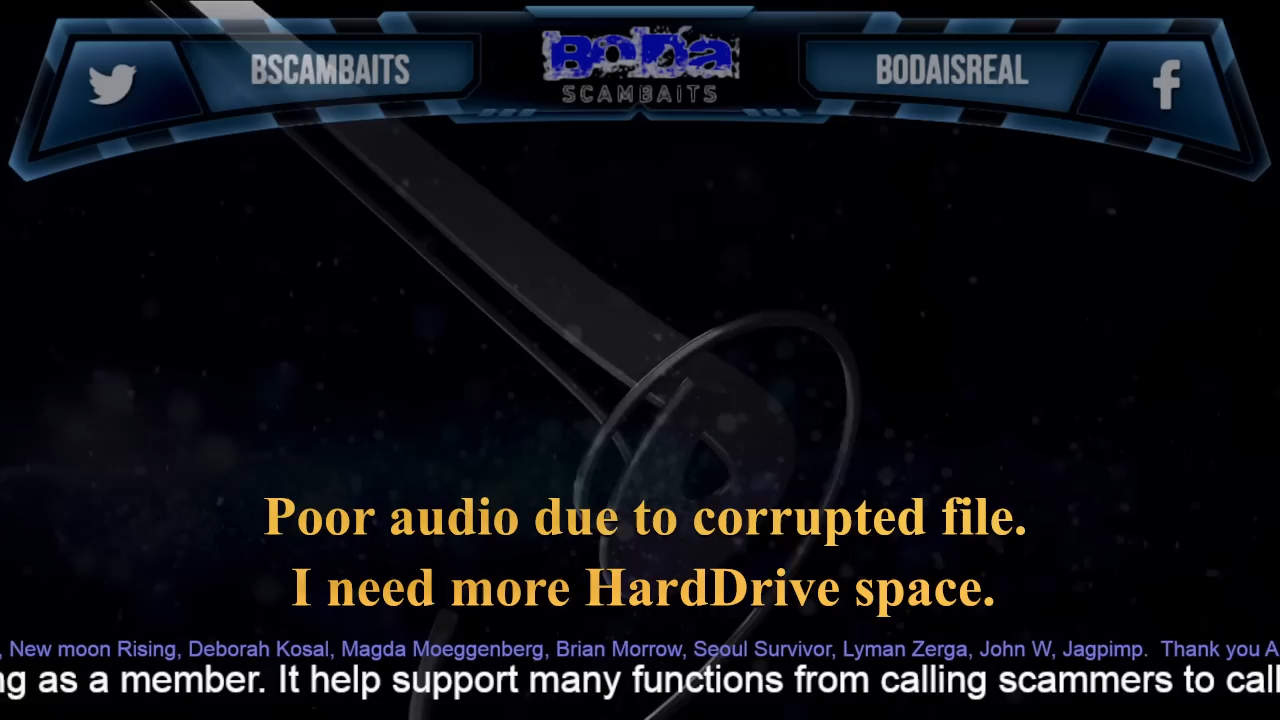 BSCAMBAITS
BoDa
SCAMBAITS
BODAISREAL
Poor audio due to corrupted file.
I need more HardDrive space.
, New moon Rising, Deborah Kosal, Magda Moeggenberg, Brian Morrow, Seoul Survivor, Lyman Zerga, John W, Jagpimp. Thank you A
ng as a member. It help support many functions from calling scammers to call